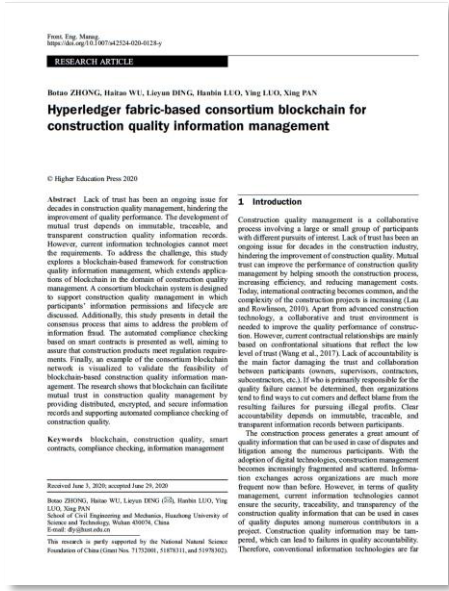 Front. Eng. Manag.
https://doi.org/10.1007/s42524-020-0128-y
RESEARCH ARTICLE
Botao ZHONG, Haitao WU, Lieyun DING, Hanbin LUO, Ying LUO, Xing PAN
Hyperledger fabric-based consortium blockchain for
construction quality information management
© Higher Education Press 2020
Abstract Lack of trust has been an ongoing issue for
decades in construction quality management, hindering the
improvement of quality performance. The development of
mutual trust depends on immutable, traceable, and
transparent construction quality information records.
However, current information technologies cannot meet
the requirements. To address the challenge, this study
explores a blockchain-based framework for construction
quality information management, which extends applica-
tions of blockchain in the domain of construction quality
management. A consortium blockchain system is designed
to support construction quality management in which
participants' information permissions and lifecycle are
discussed. Additionally, this study presents in detail the
consensus process that aims to address the problem of
information fraud. The automated compliance checking
based on smart contracts is presented as well, aiming to
assure that construction products meet regulation require-
ments. Finally, an example of the consortium blockchain
network is visualized to validate the feasibility of
blockchain-based construction quality information man-
agement. The research shows that blockchain can facilitate
mutual trust in construction quality management by
providing distributed, encrypted, and secure information
records and supporting automated compliance checking of
construction quality.
Keywords blockchain, construction quality, smart
contracts, compliance checking, information management
Received June 3, 2020; accepted June 29, 2020
Botao ZHONG, Haitao WU, Lieyun DING (✉), Hanbin LUO, Ying
LUO, Xing PAN
School of Civil Engineering and Mechanics, Huazhong University of
Science and Technology, Wuhan 430074, China
E-mail: dly@hust.edu.cn
This research is partly supported by the National Natural Science
Foundation of China (Grant Nos. 71732001, 51878311, and 51978302).
1 Introduction
Construction quality management is a collaborative
process involving a large or small group of participants
with different pursuits of interest. Lack of trust has been an
ongoing issue for decades in the construction industry,
hindering the improvement of construction quality. Mutual
trust can improve the performance of construction quality
management by helping smooth the construction process,
increasing efficiency, and reducing management costs.
Today, international contracting becomes common, and the
complexity of the construction projects is increasing (Lau
and Rowlinson, 2010). Apart from advanced construction
technology, a collaborative and trust environment is
needed to improve the quality performance of construc-
tion. However, current contractual relationships are mainly
based on confrontational situations that reflect the low
level of trust (Wang et al., 2017). Lack of accountability is
the main factor damaging the trust and collaboration
between participants (owners, supervisors, contractors,
subcontractors, etc.). If who is primarily responsible for the
quality failure cannot be determined, then organizations
tend to find ways to cut corners and deflect blame from the
resulting failures for pursuing illegal profits. Clear
accountability depends on immutable, traceable, and
transparent information records between participants.
The construction process generates a great amount of
quality information that can be used in case of disputes and
litigation among the numerous participants. With the
adoption of digital technologies, construction management
becomes increasingly fragmented and scattered. Informa-
tion exchanges across organizations are much more
frequent now than before. However, in terms of quality
management, current information technologies cannot
ensure the security, traceability, and transparency of the
construction quality information that can be used in cases
of quality disputes among numerous contributors in a
project. Construction quality information may be tam-
pered, which can lead to failures in quality accountability.
Therefore, conventional information technologies are far